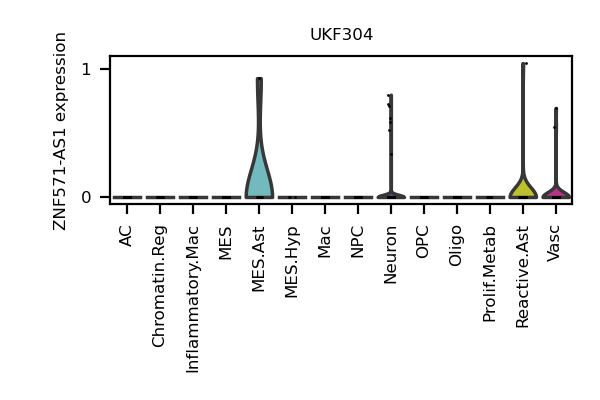 UKF304
ZNF571-AS1 expression
1
0
AC
Chromatin.Reg
Inflammatory.Mac
MES
MES.Ast
MES.Hyp
Mac
NPC
Neuron
OPC
Oligo
Prolif.Metab
Reactive.Ast
Vasc